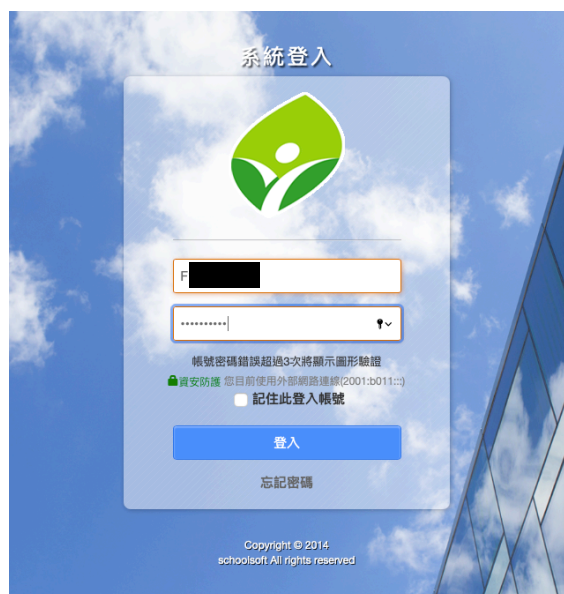 系統登入
F
••••••••••
帳號密碼錯誤超過3次將顯示圖形驗證
資安防護 您目前使用外部網路連線(2001:b011:::)
記住此登入帳號
登入
忘記密碼
Copyright © 2014
schoolsoft All rights reserved